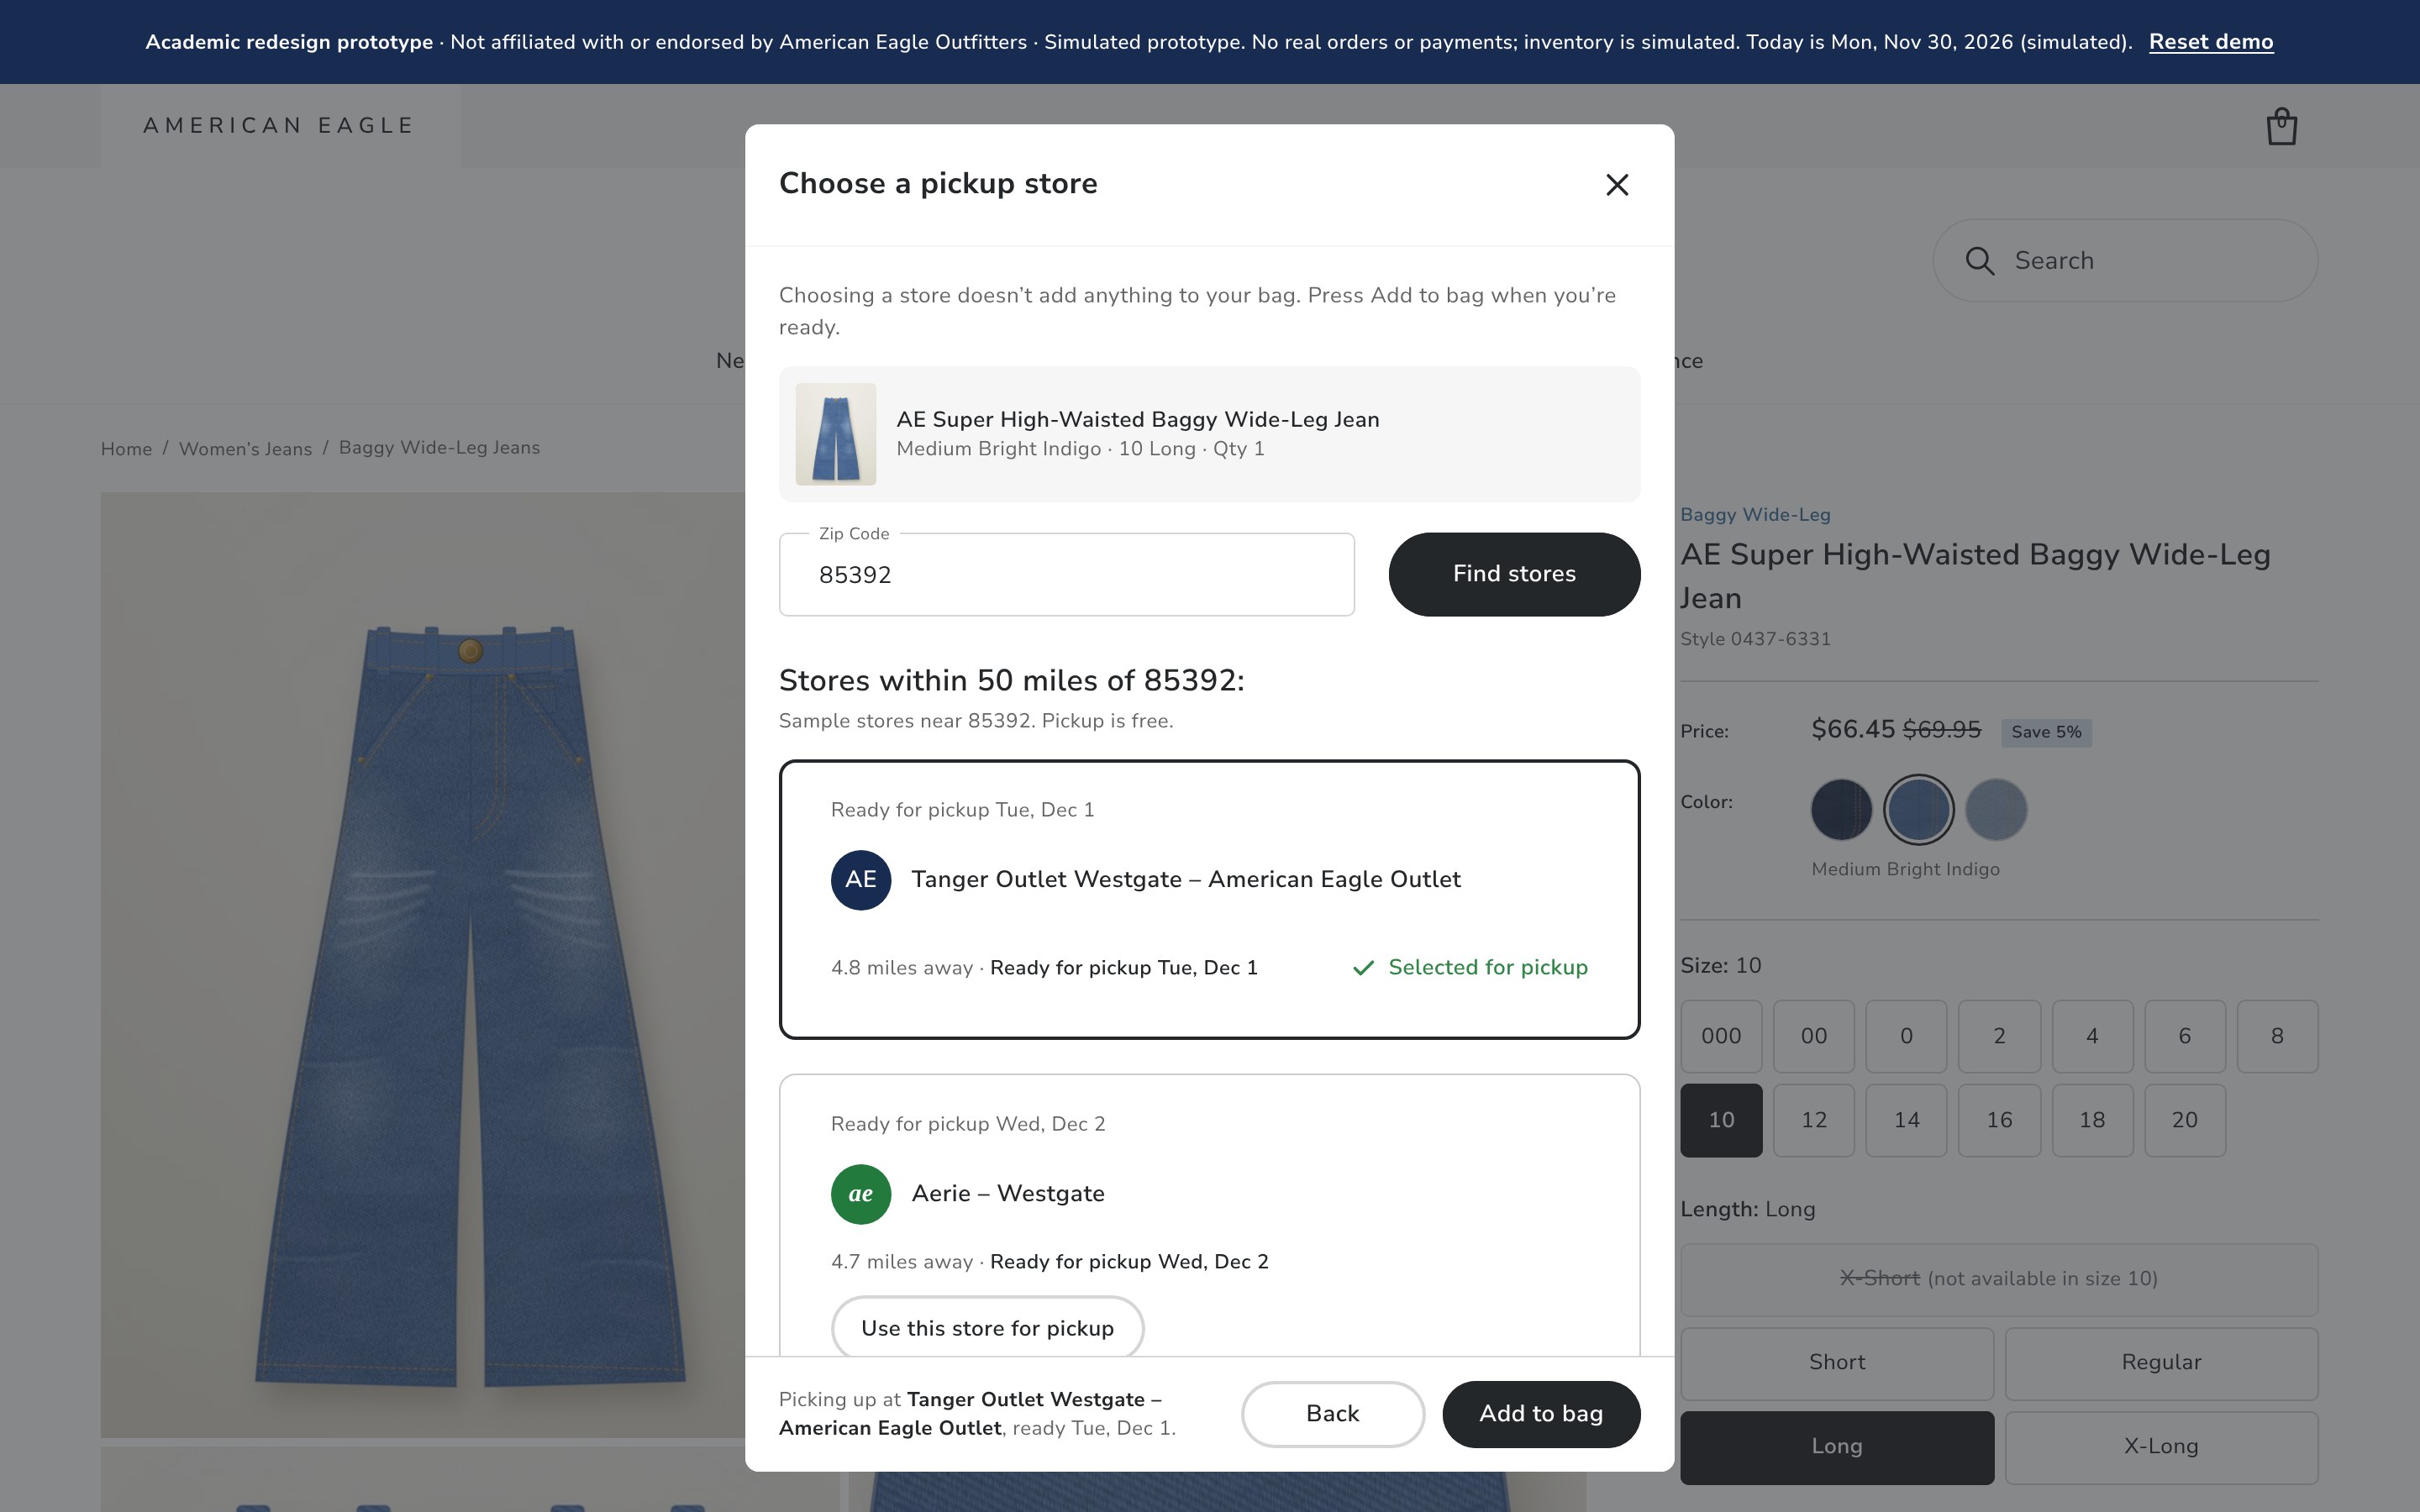 Academic redesign prototype · Not affiliated with or endorsed by American Eagle Outfitters · Simulated prototype. No real orders or payments; inventory is simulated. Today is Mon, Nov 30, 2026 (simulated). Reset demo
AMERICAN EAGLE
0
Search
Ne
nce
Home / Women's Jeans / Baggy Wide-Leg Jeans
Choose a pickup store
Choosing a store doesn’t add anything to your bag. Press Add to bag when you’re
ready.
AE Super High-Waisted Baggy Wide-Leg Jean
Medium Bright Indigo · 10 Long · Qty 1
Zip Code
85392
Find stores
Stores within 50 miles of 85392:
Sample stores near 85392. Pickup is free.
Ready for pickup Tue, Dec 1
AE
Tanger Outlet Westgate – American Eagle Outlet
4.8 miles away · Ready for pickup Tue, Dec 1
Selected for pickup
Ready for pickup Wed, Dec 2
ae
Aerie – Westgate
4.7 miles away · Ready for pickup Wed, Dec 2
Use this store for pickup
Picking up at Tanger Outlet Westgate –
American Eagle Outlet, ready Tue, Dec 1.
Back
Add to bag
Baggy Wide-Leg
AE Super High-Waisted Baggy Wide-Leg
Jean
Style 0437-6331
Price: $66.45 $69.95 Save 5%
Color:
Medium Bright Indigo
Size: 10
000 00 0 2 4 6 8
10 12 14 16 18 20
Length: Long
X-Short (not available in size 10)
Short Regular
Long X-Long